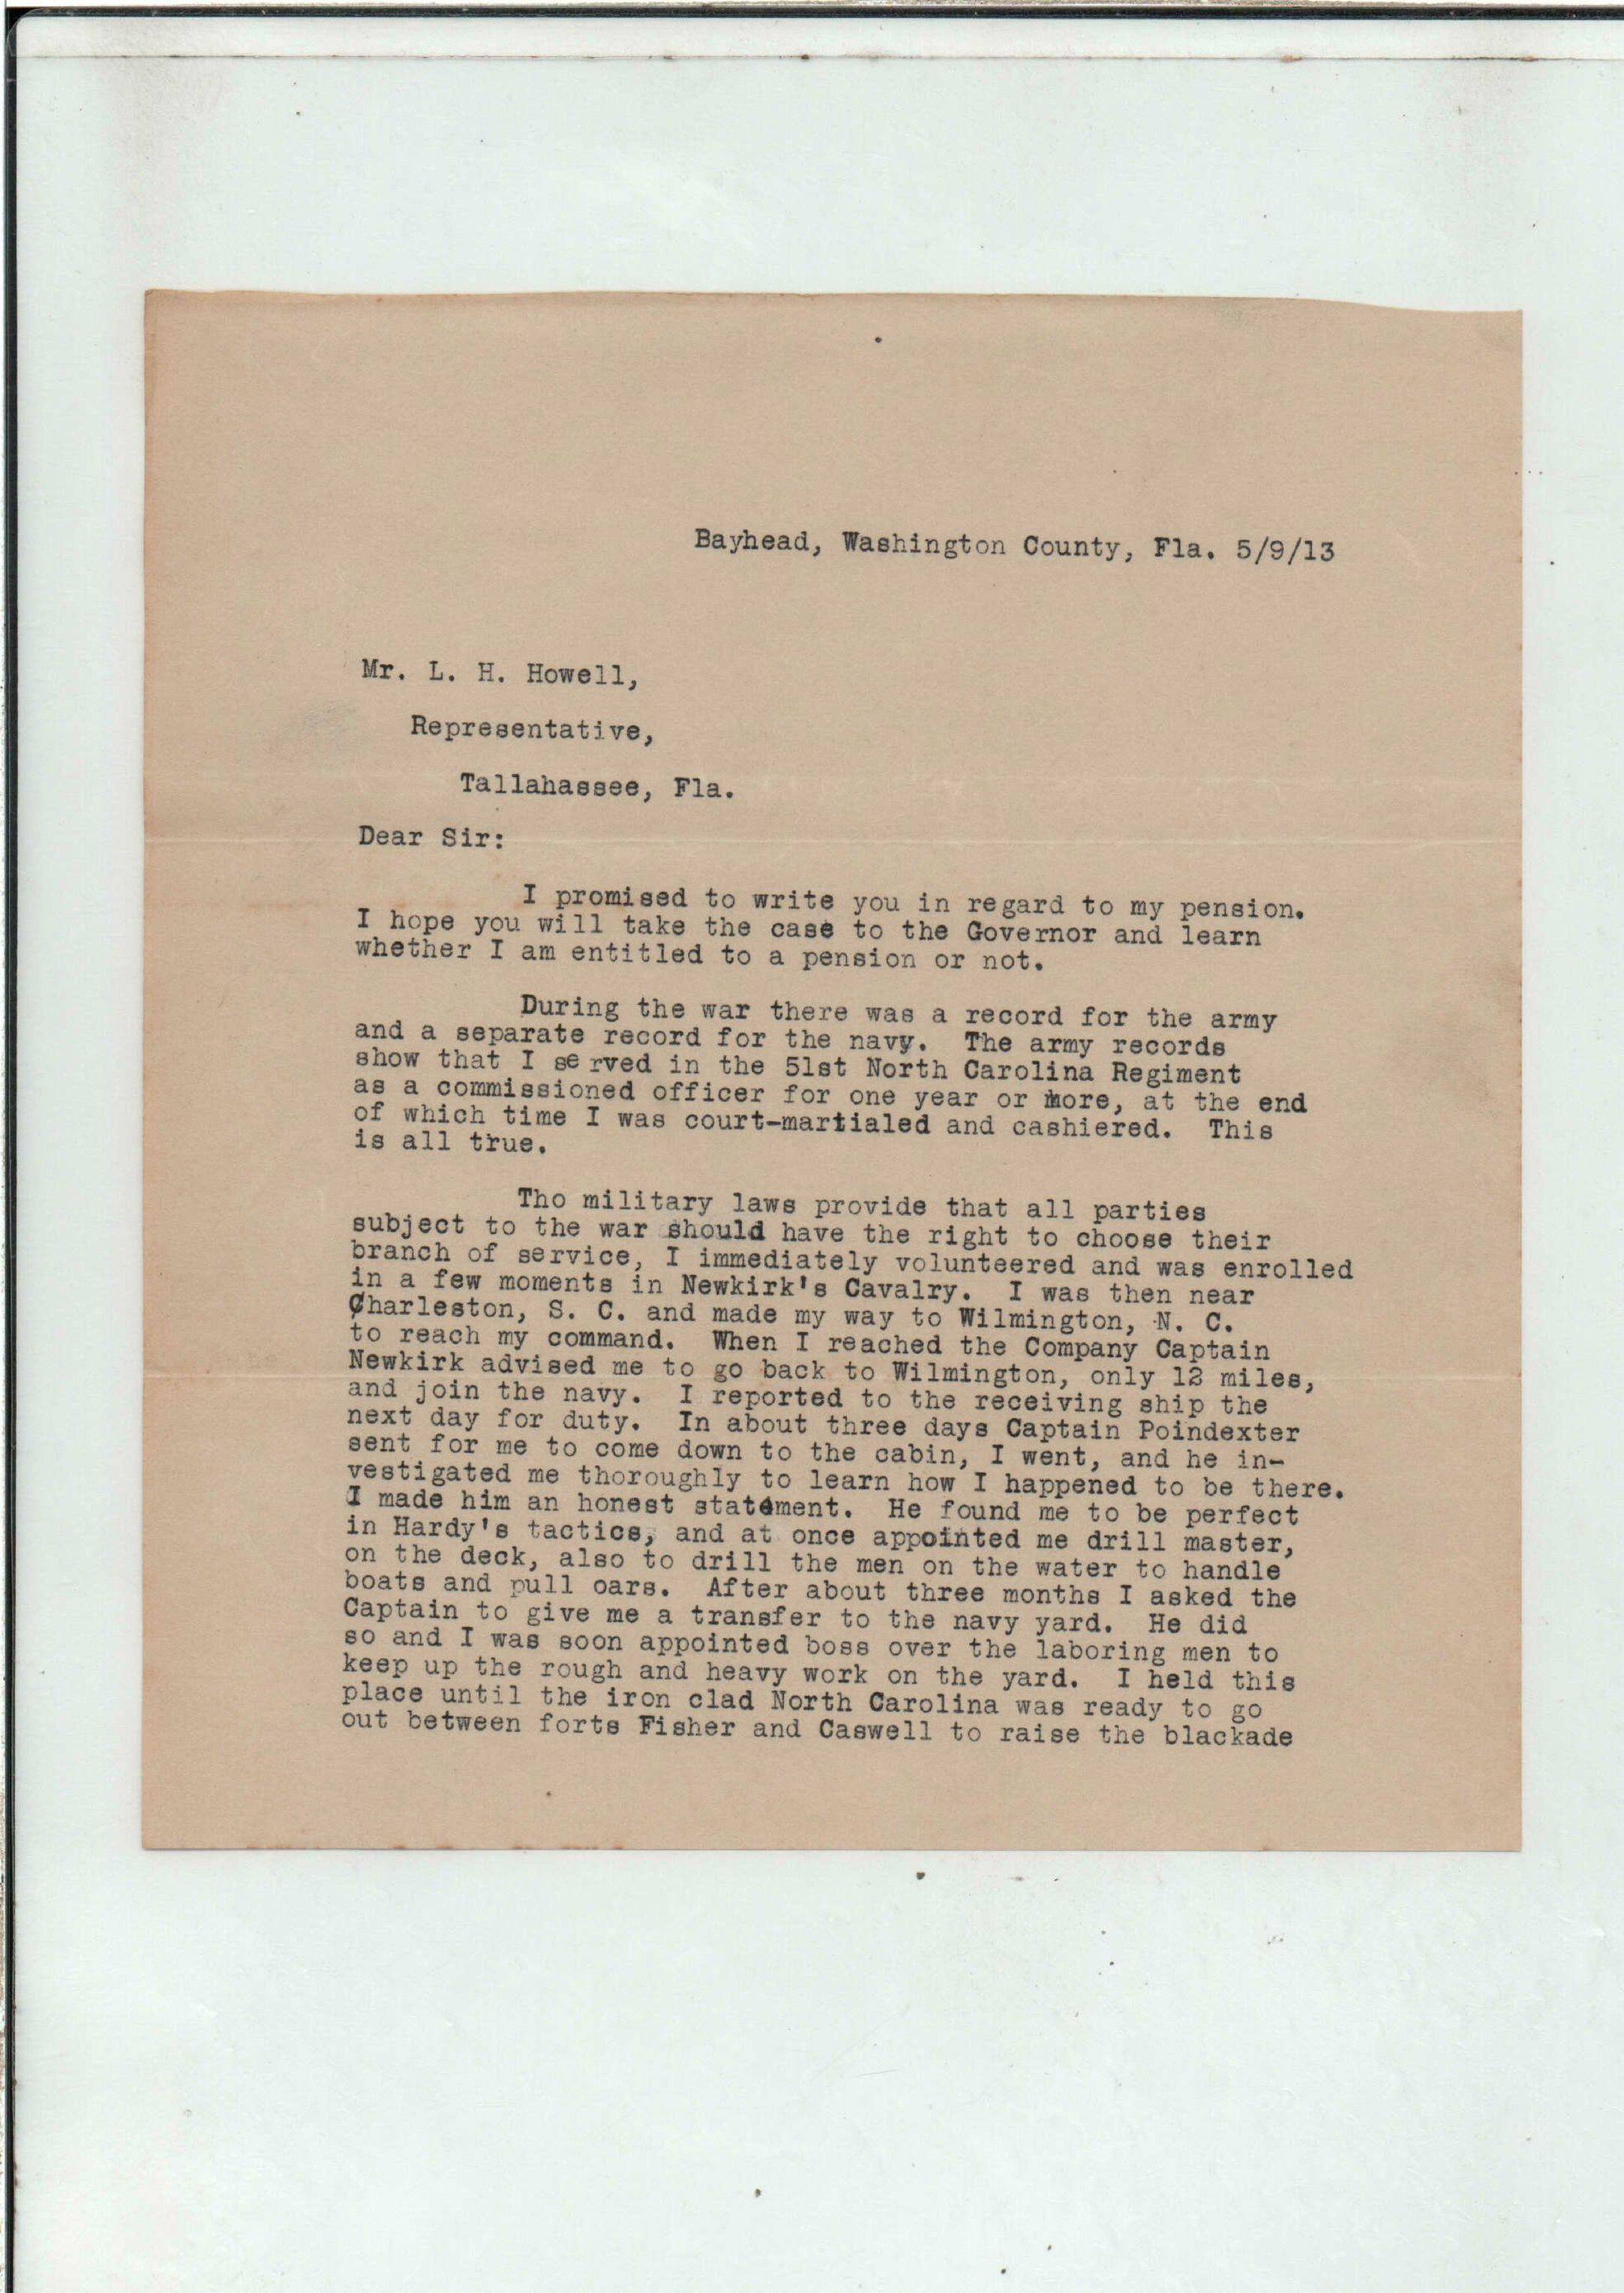 Bayhead, Washington County, Fla. 5/9/13
Mr. L. H. Howell,
Representative,
Tallahassee, Fla.
Dear Sir:
I promised to write you in regard to my pension.
I hope you will take the case to the Governor and learn
whether I am entitled to a pension or not.
During the war there was a record for the army
and a separate record for the navy. The army records
show that I served in the 51st North Carolina Regiment
as a commissioned officer for one year or more, at the end
of which time I was court-martialed and cashiered. This
is all true.
Tho military laws provide that all parties
subject to the war should have the right to choose their
branch of service, I immediately volunteered and was enrolled
in a few moments in Newkirk's Cavalry. I was then near
Charleston, S. C. and made my way to Wilmington, N. C.
to reach my command. When I reached the Company Captain
Newkirk advised me to go back to Wilmington, only 12 miles,
and join the navy. I reported to the receiving ship the
next day for duty. In about three days Captain Poindexter
sent for me to come down to the cabin, I went, and he in-
vestigated me thoroughly to learn how I happened to be there.
I made him an honest statement. He found me to be perfect
in Hardy's tactics, and at once appointed me drill master,
on the deck, also to drill the men on the water to handle
boats and pull oars. After about three months I asked the
Captain to give me a transfer to the navy yard. He did
so and I was soon appointed boss over the laboring men to
keep up the rough and heavy work on the yard. I held this
place until the iron clad North Carolina was ready to go
out between forts Fisher and Caswell to raise the blackade